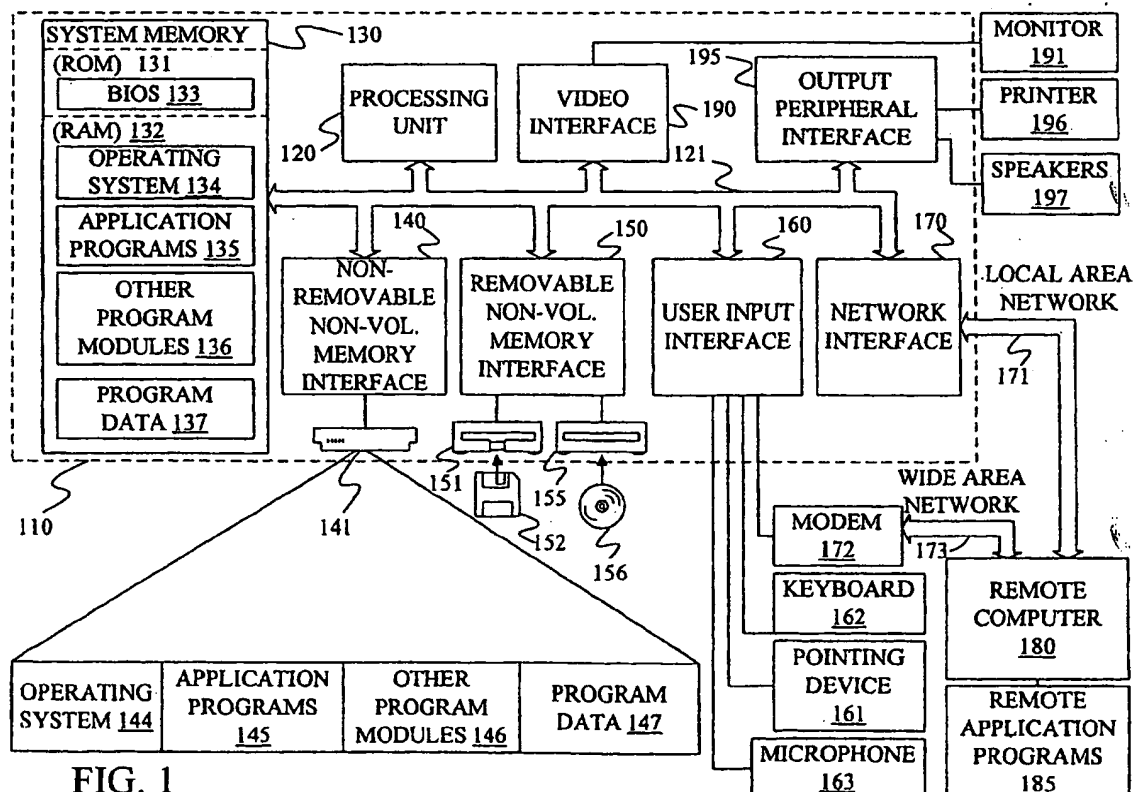 SYSTEM MEMORY
130
(ROM) 131
BIOS 133
(RAM) 132
OPERATING
SYSTEM 134
APPLICATION
PROGRAMS 135
OTHER
PROGRAM
MODULES 136
PROGRAM
DATA 137
PROCESSING
UNIT
120
VIDEO
INTERFACE
190
195
OUTPUT
PERIPHERAL
INTERFACE
MONITOR
191
PRINTER
196
SPEAKERS
197
121
140
NON-
REMOVABLE
NON-VOL.
MEMORY
INTERFACE
150
REMOVABLE
NON-VOL.
MEMORY
INTERFACE
160
USER INPUT
INTERFACE
170
NETWORK
INTERFACE
LOCAL AREA
NETWORK
171
110
141
151
152
155
156
WIDE AREA
NETWORK
173
MODEM
172
KEYBOARD
162
POINTING
DEVICE
161
MICROPHONE
163
REMOTE
COMPUTER
180
REMOTE
APPLICATION
PROGRAMS
185
OPERATING
SYSTEM 144
APPLICATION
PROGRAMS
145
OTHER
PROGRAM
MODULES 146
PROGRAM
DATA 147
FIG. 1